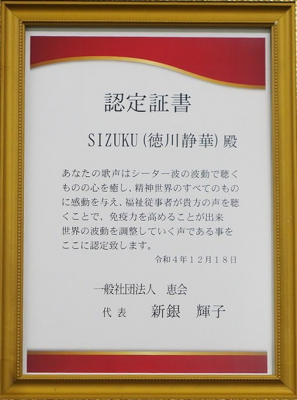 認定証書
SIZUKU(徳川静華)殿
あなたの歌声はシーター波の波動で聴く
ものの心を癒し、精神世界のすべてのもの
に感動を与え、福祉従事者が貴方の声を聴
くことで、免疫力を高めることが出来
世界の波動を調整していく声である事を
ここに認定致します。
令和4年12月18日
一般社団法人　恵会
代表　新銀　輝子